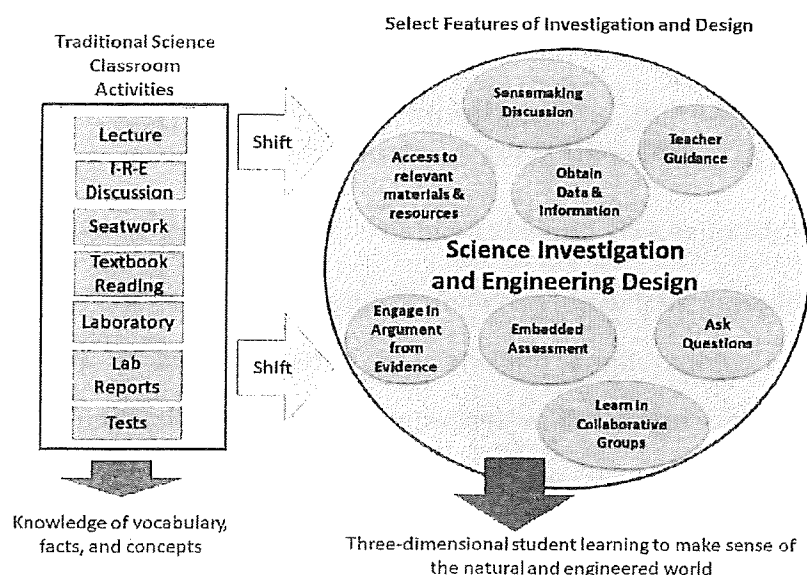 Select Features of Investigation and Design
Traditional Science
Classroom
Activities
Lecture
I-R-E
Discussion
Seatwork
Textbook
Reading
Laboratory
Lab
Reports
Tests
Knowledge of vocabulary,
facts, and concepts
Shift
Shift
Sensemaking
Discussion
Teacher
Guidance
Access to
relevant
materials &
resources
Obtain
Data &
Information
Science Investigation
and Engineering Design
Engage in
Argument
from
Evidence
Embedded
Assessment
Ask
Questions
Learn in
Collaborative
Groups
Three-dimensional student learning to make sense of
the natural and engineered world